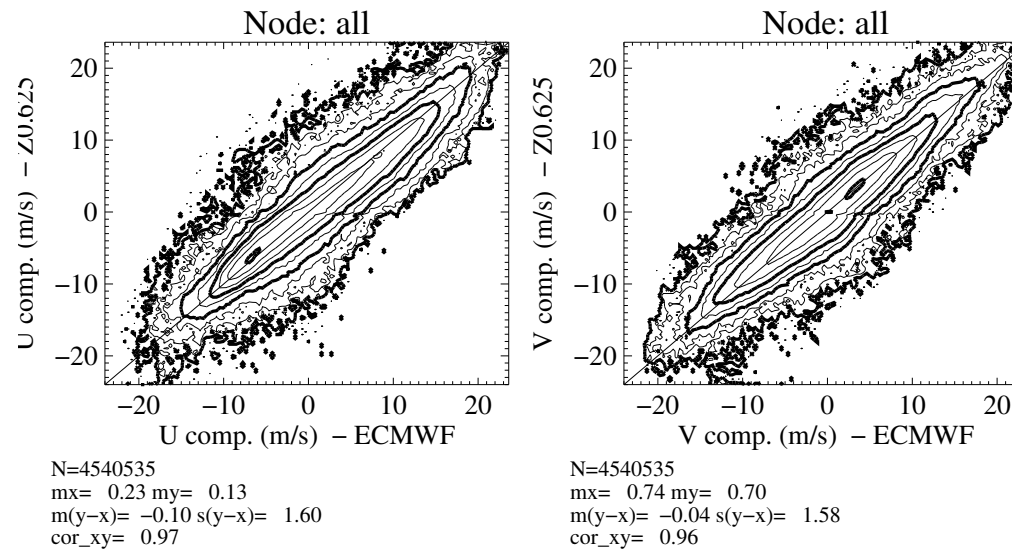 Node: all
20
10
0
−10
−20
U comp. (m/s) − Z0.625
−20 −10 0 10 20
U comp. (m/s) − ECMWF
N=4540535
mx= 0.23 my= 0.13
m(y−x)= −0.10 s(y−x)= 1.60
cor_xy= 0.97
Node: all
20
10
0
−10
−20
V comp. (m/s) − Z0.625
−20 −10 0 10 20
V comp. (m/s) − ECMWF
N=4540535
mx= 0.74 my= 0.70
m(y−x)= −0.04 s(y−x)= 1.58
cor_xy= 0.96